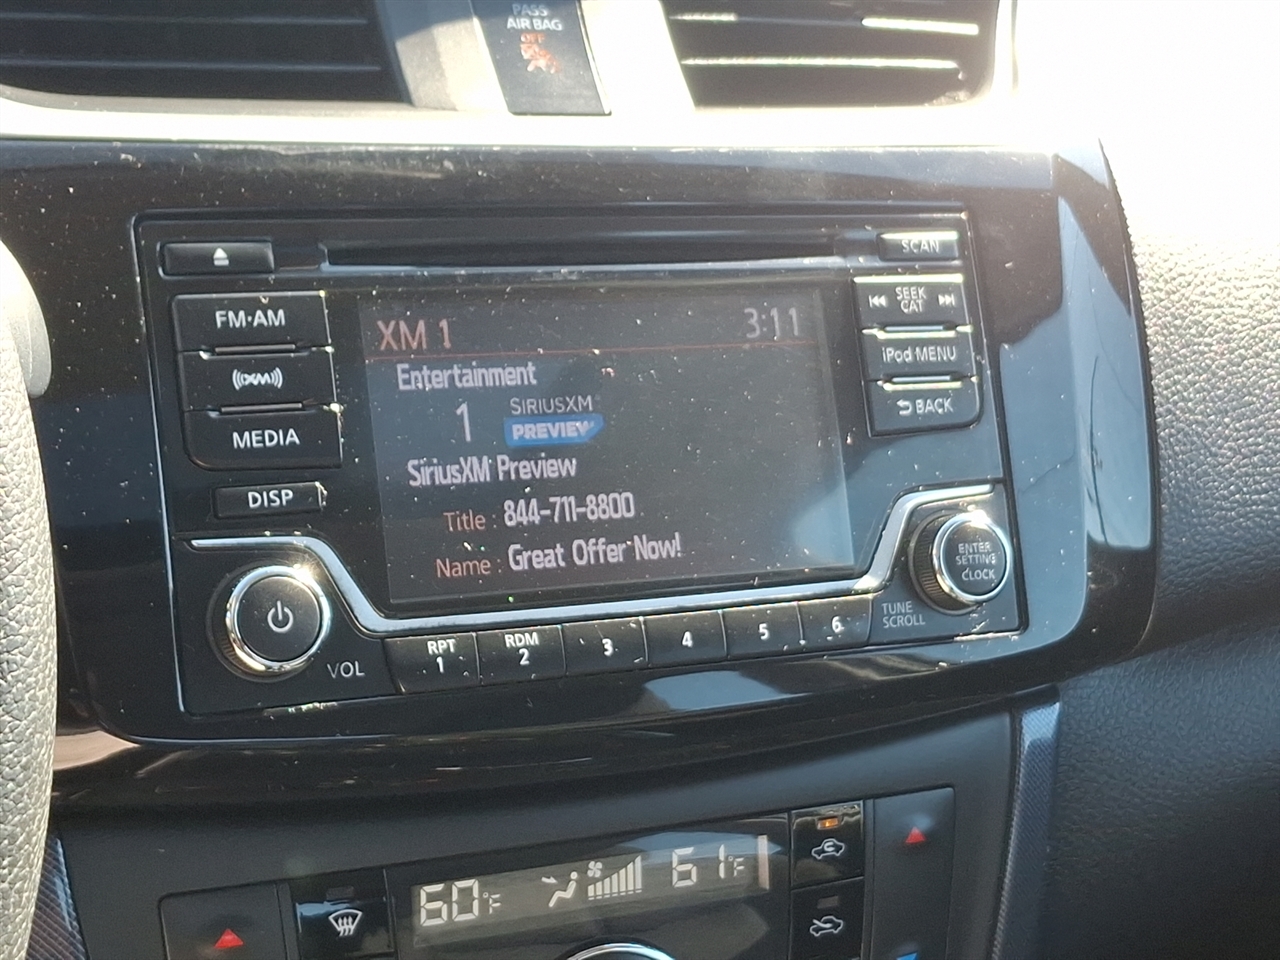 PASS
AIR BAG
OFF
SCAN
FM·AM
XM 1
3:11
SEEK
CAT
Entertainment
iPod MENU
((XM))
1
SIRIUSXM
PREVIEW
BACK
MEDIA
SiriusXM Preview
DISP
Title : 844-711-8800
Name : Great Offer Now!
ENTER
SETTING
CLOCK
TUNE
SCROLL
VOL
RPT
1
RDM
2
3
4
5
6
60°F
61°F